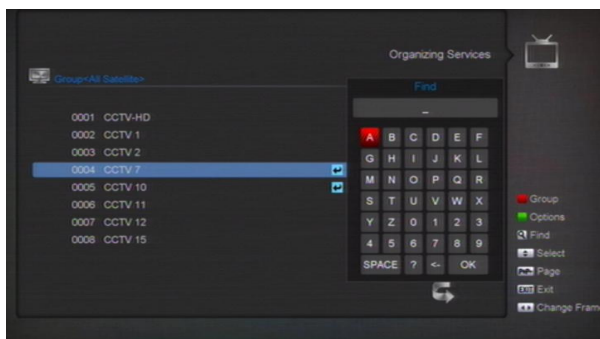 Organizing Services
Group<All Satellite>
0001 CCTV-HD
0002 CCTV 1
0003 CCTV 2
0004 CCTV 7
0005 CCTV 10
0006 CCTV 11
0007 CCTV 12
0008 CCTV 15
Find
_
A B C D E F
G H I J K L
M N O P Q R
S T U V W X
Y Z 0 1 2 3
4 5 6 7 8 9
SPACE ? <- OK
Group
Options
Find
Select
Page
EXIT Exit
Change Frame